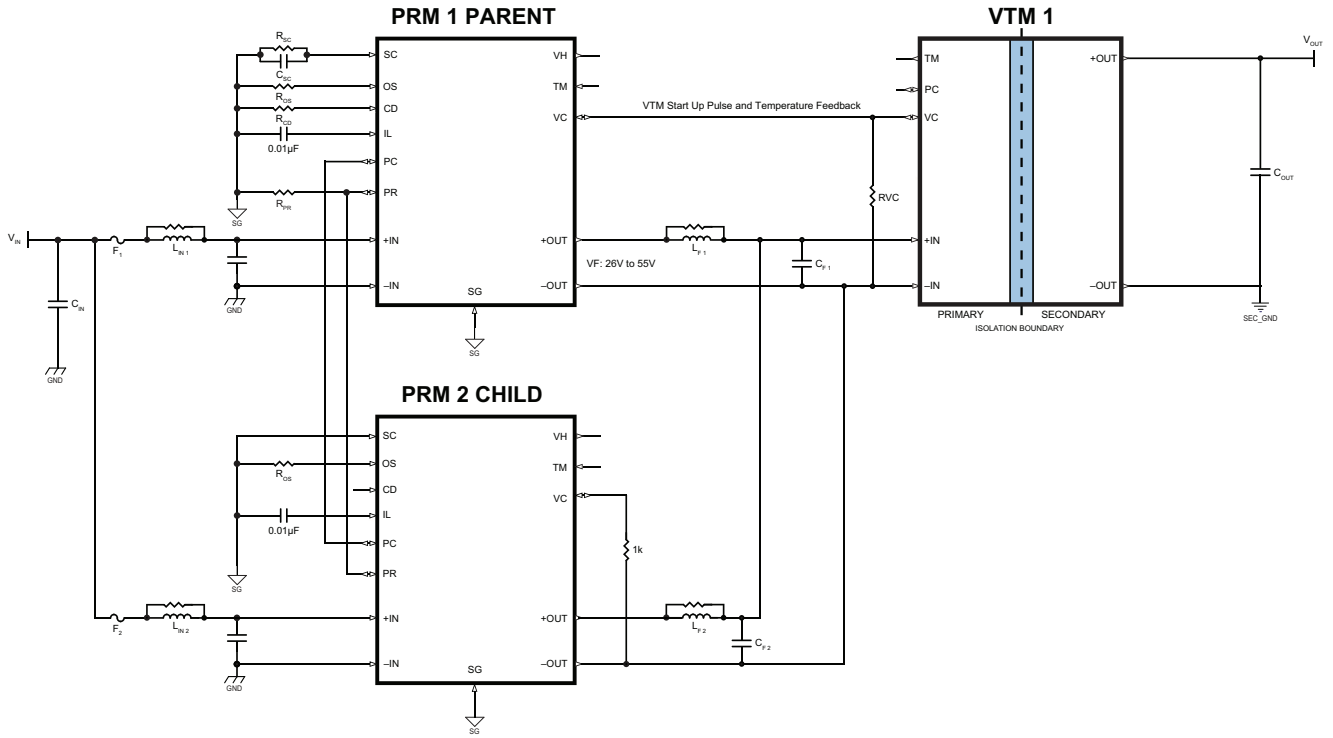 PRM 1 PARENT
VTM 1
R_SC
C_SC
R_OS
R_CD
0.01µF
R_PR
SG
SC
OS
CD
IL
PC
PR
+IN
–IN
SG
VH
TM
VC
+OUT
–OUT
SG
VTM Start Up Pulse and Temperature Feedback
RVC
L_F 1
C_F 1
VF: 26V to 55V
TM
PC
VC
+IN
–IN
+OUT
–OUT
PRIMARY
SECONDARY
ISOLATION BOUNDARY
V_OUT
C_OUT
SEC_GND
V_IN
F_1
L_IN 1
C_IN
GND
GND
PRM 2 CHILD
R_OS
0.01µF
SG
SC
OS
CD
IL
PC
PR
+IN
–IN
SG
VH
TM
VC
+OUT
–OUT
SG
1k
L_F 2
C_F 2
F_2
L_IN 2
GND